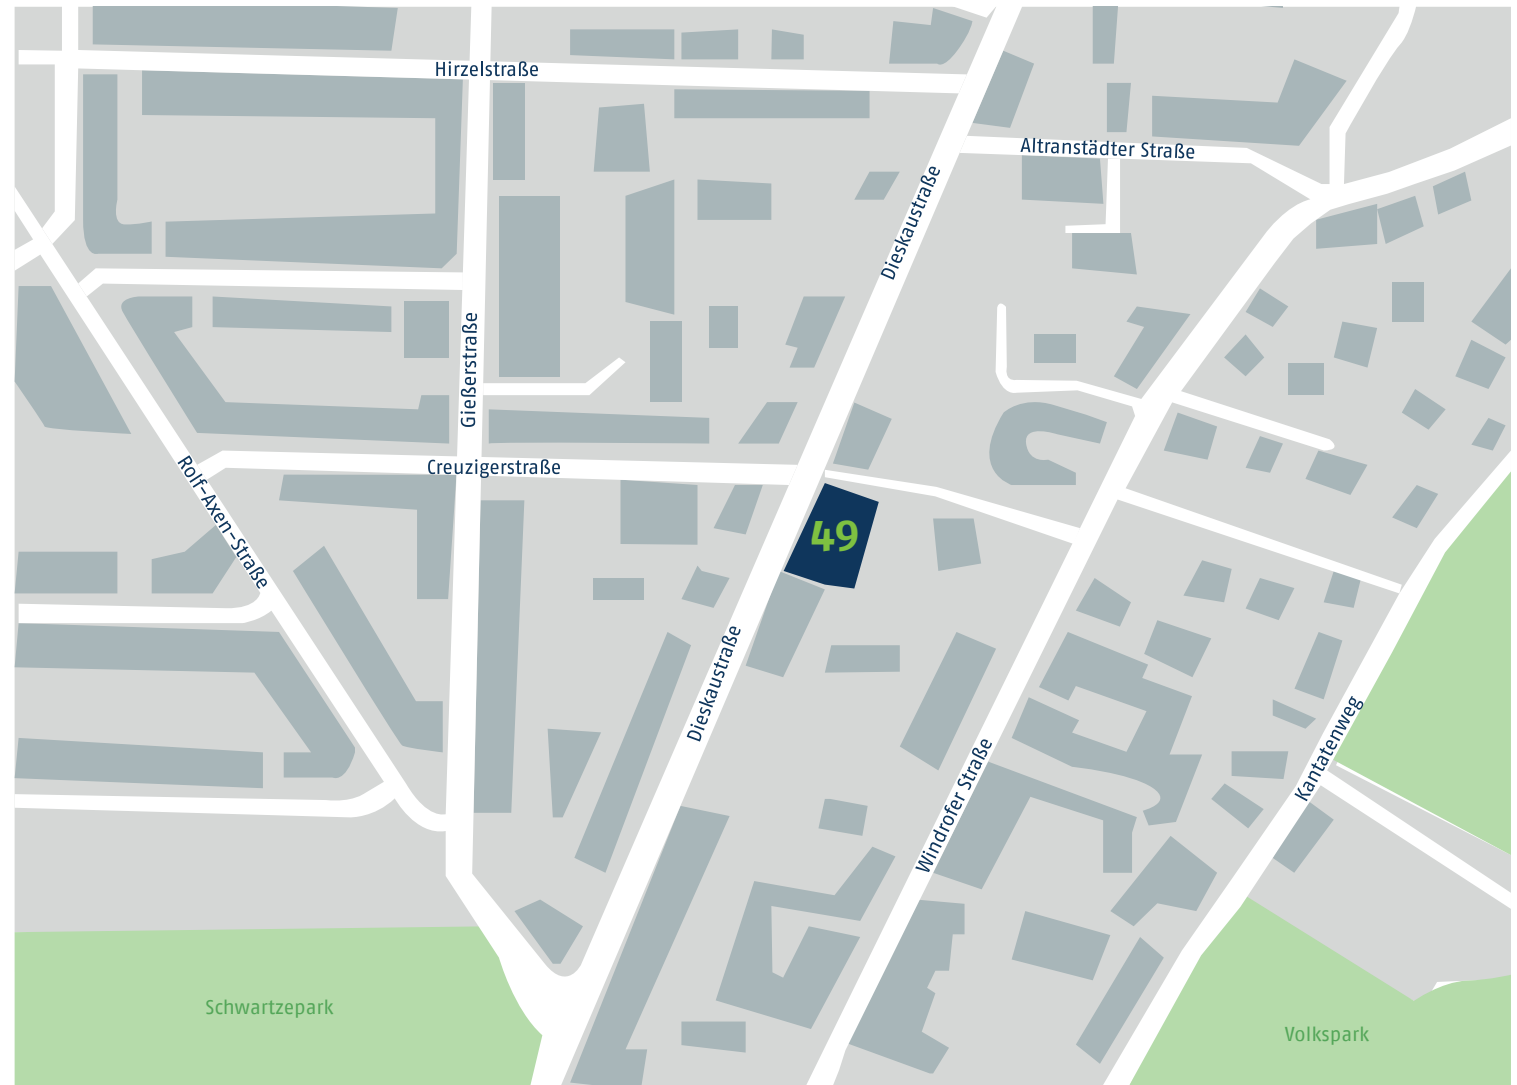 Hirzelstraße
Altranstädter Straße
Dieskaustraße
Gießerstraße
Creuzigerstraße
Rolf-Axen-Straße
49
Dieskaustraße
Kantatenweg
Windrofer Straße
Schwartzepark
Volkspark